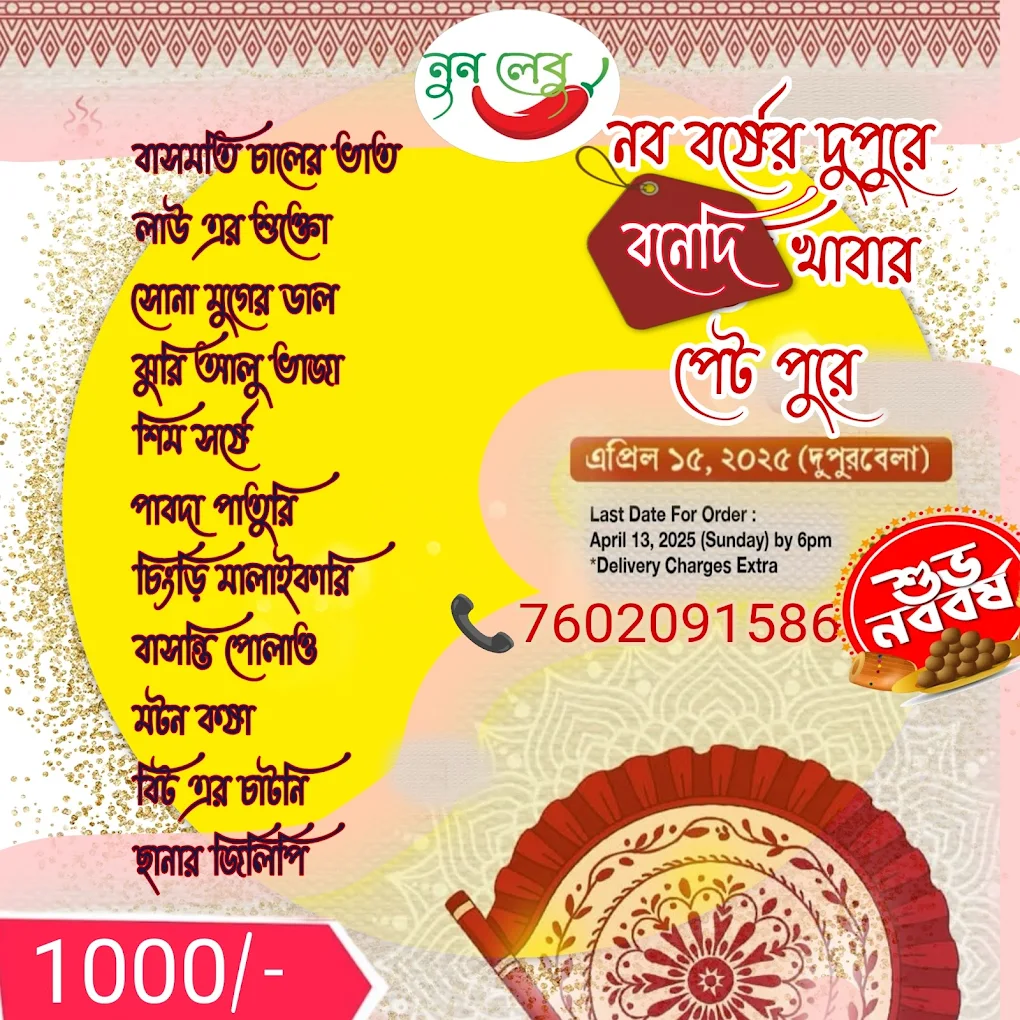 নুন লেবু
বাসমতি চালের ভাত
লাউ এর শুক্তো
সোনা মুগের ডাল
ঝুরি আলু ভাজা
শিম সর্ষে
পাবদা পাতুরি
চিংড়ি মালাইকারি
বাসন্তি পোলাও
মটন কষা
বিট এর চাটনি
ছানার জিলিপি
1000/-
নব বর্ষের দুপুরে
বনেদি খাবার
পেট পুরে
এপ্রিল ১৫, ২০২৫ (দুপুরবেলা)
Last Date For Order :
April 13, 2025 (Sunday) by 6pm
*Delivery Charges Extra
7602091586
শুভ
নববর্ষ